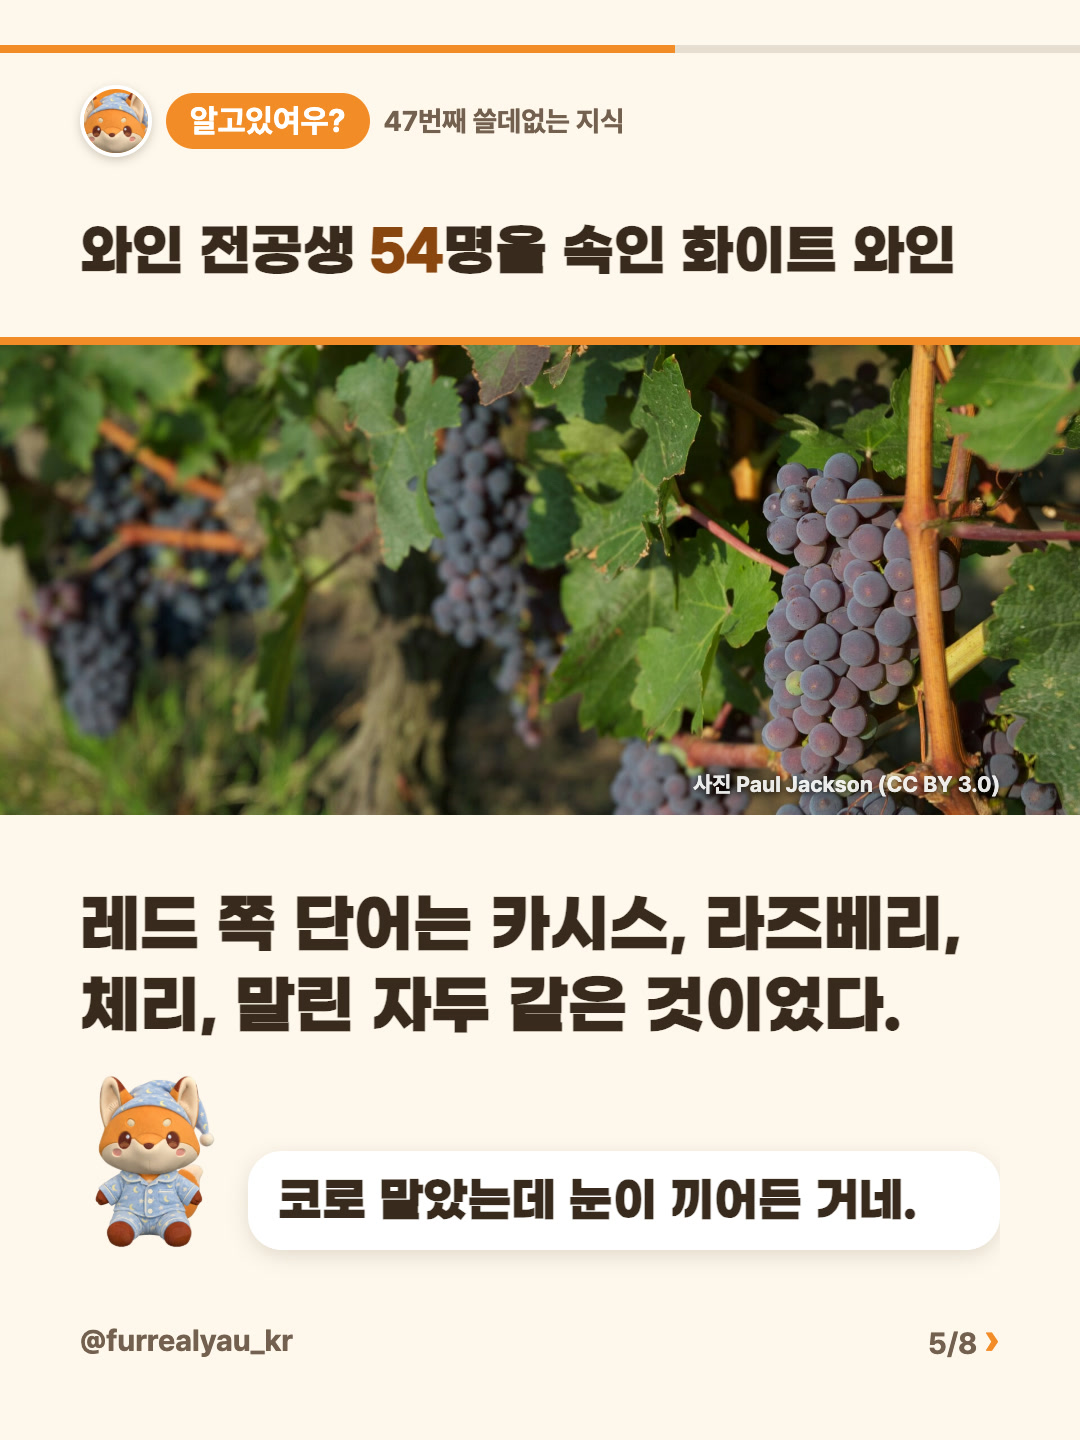 알고있여우?
47번째 쓸데없는 지식
와인 전공생 54명을 속인 화이트 와인
사진 Paul Jackson (CC BY 3.0)
레드 쪽 단어는 카시스, 라즈베리,
체리, 말린 자두 같은 것이었다.
코로 맡았는데 눈이 끼어든 거네.
@furrealyau_kr
5/8 ›